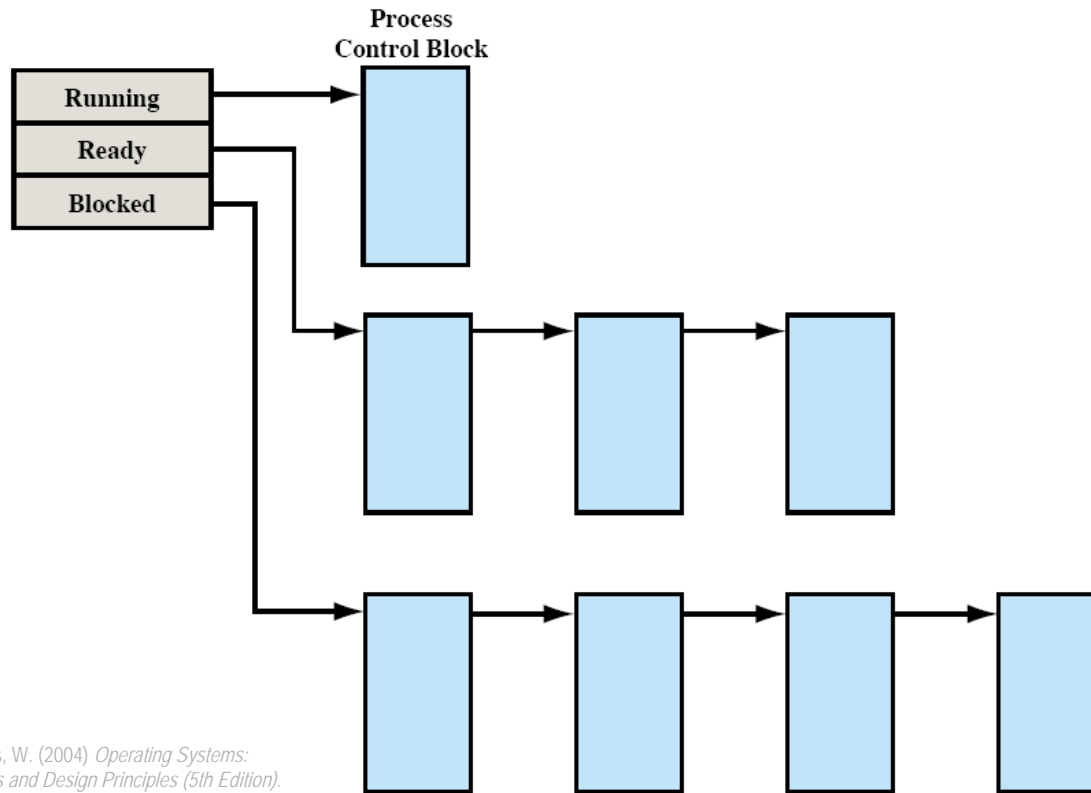 Process
Control Block
Running
Ready
Blocked
, W. (2004) Operating Systems:
and Design Principles (5th Edition).